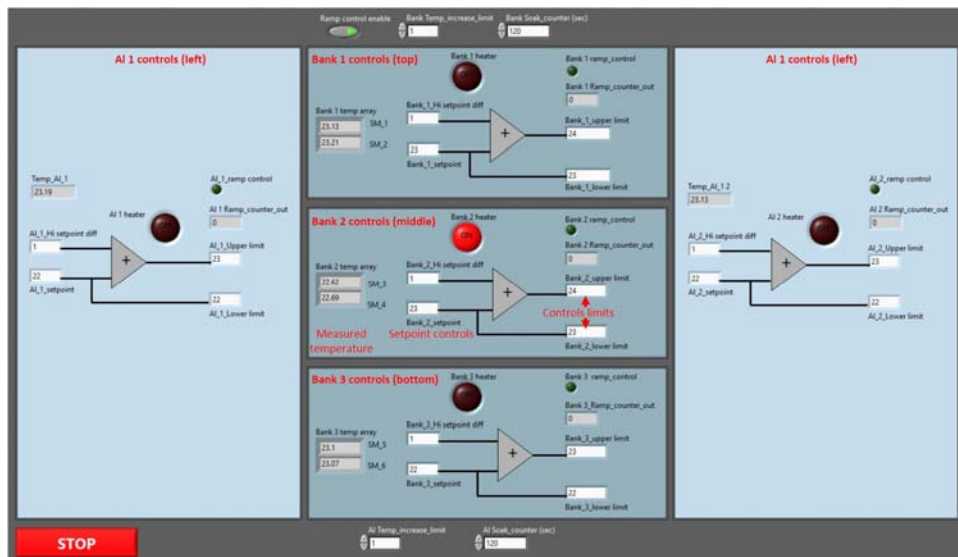 Ramp control enable
Bank Temp_increase_limit
1
Bank Soak_counter (sec)
120
Al 1 controls (left)
Temp_Al_1
23.19
Al_1_ramp control
Al 1 heater
Al 1 Ramp_counter_out
0
Al_1_Hi setpoint diff
1
+
Al_1_Upper limit
23
22
Al_1_setpoint
22
Al_1_Lower limit
Bank 1 controls (top)
Bank 1 heater
Bank 1 ramp_control
Bank 1 Ramp_counter_out
0
Bank 1 temp array
23.13
SM_1
23.21
SM_2
Bank_1_Hi setpoint diff
1
+
Bank_1_upper limit
24
23
Bank_1_setpoint
23
Bank_1_lower limit
Bank 2 controls (middle)
Bank 2 heater
ON
Bank 2 ramp_control
Bank 2 Ramp_counter_out
0
Bank 2 temp array
22.62
SM_3
22.69
SM_4
Bank_2_Hi setpoint diff
1
+
Bank_2_upper limit
24
23
Bank_2_setpoint
Controls limits
23
Bank_2_lower limit
Measured
temperature
Setpoint controls
Bank 3 controls (bottom)
Bank 3 heater
Bank 3 ramp_control
Bank 3_Ramp_counter_out
0
Bank 3 temp array
23.1
SM_5
23.07
SM_6
Bank_3_Hi setpoint diff
1
+
Bank_3_upper limit
23
22
Bank_3_setpoint
22
Bank_3_lower limit
Al 1 controls (left)
Temp_Al_1 2
23.13
Al_2_ramp control
Al 2 heater
Al 2 Ramp_counter_out
0
Al_2_Hi setpoint diff
1
+
Al_2_Upper limit
23
22
Al_2_setpoint
22
Al_2_Lower limit
STOP
Al Temp_increase_limit
1
Al Soak_counter (sec)
120